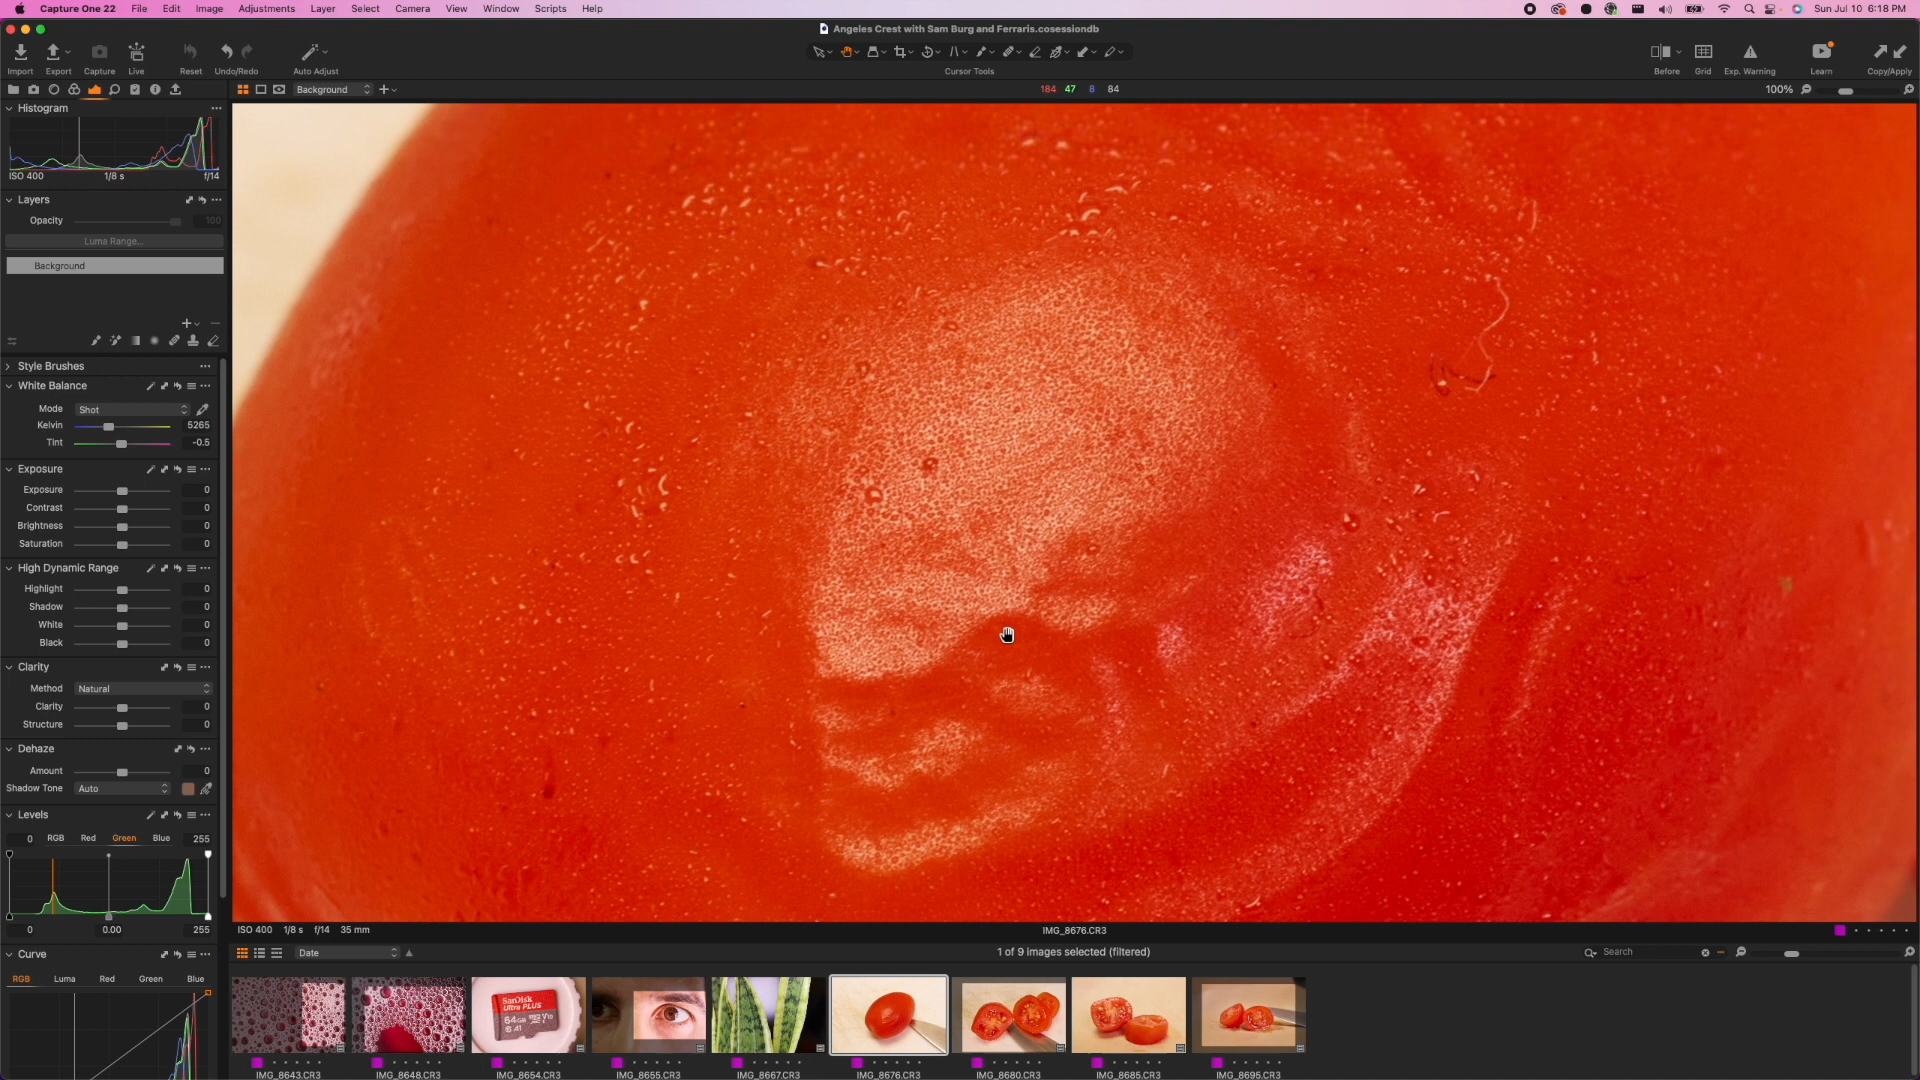 Capture One 22 File Edit Image Adjustments Layer Select Camera View Window Scripts Help Sun Jul 10 6:18 PM
Angeles Crest with Sam Burg and Ferraris.cosessiondb
Import Export Capture Live Reset Undo/Redo Auto Adjust Cursor Tools Before Grid Exp. Warning Learn Copy/Apply
Background 184 47 8 84 100%
Histogram
ISO 400 1/8 s f/14
Layers
Opacity 100
Luma Range...
Background
Style Brushes
White Balance
Mode Shot
Kelvin 5265
Tint -0.5
Exposure
Exposure 0
Contrast 0
Brightness 0
Saturation 0
High Dynamic Range
Highlight 0
Shadow 0
White 0
Black 0
Clarity
Method Natural
Clarity 0
Structure 0
Dehaze
Amount 0
Shadow Tone Auto
Levels
0 RGB Red Green Blue 255
0 0.00 255
Curve
RGB Luma Red Green Blue
ISO 400 1/8 s f/14 35 mm IMG_8676.CR3
Date 1 of 9 images selected (filtered) Search
SanDisk
Ultra PLUS
64GB
A1
IMG_8643.CR3 IMG_8648.CR3 IMG_8654.CR3 IMG_8655.CR3 IMG_8667.CR3 IMG_8676.CR3 IMG_8680.CR3 IMG_8685.CR3 IMG_8695.CR3